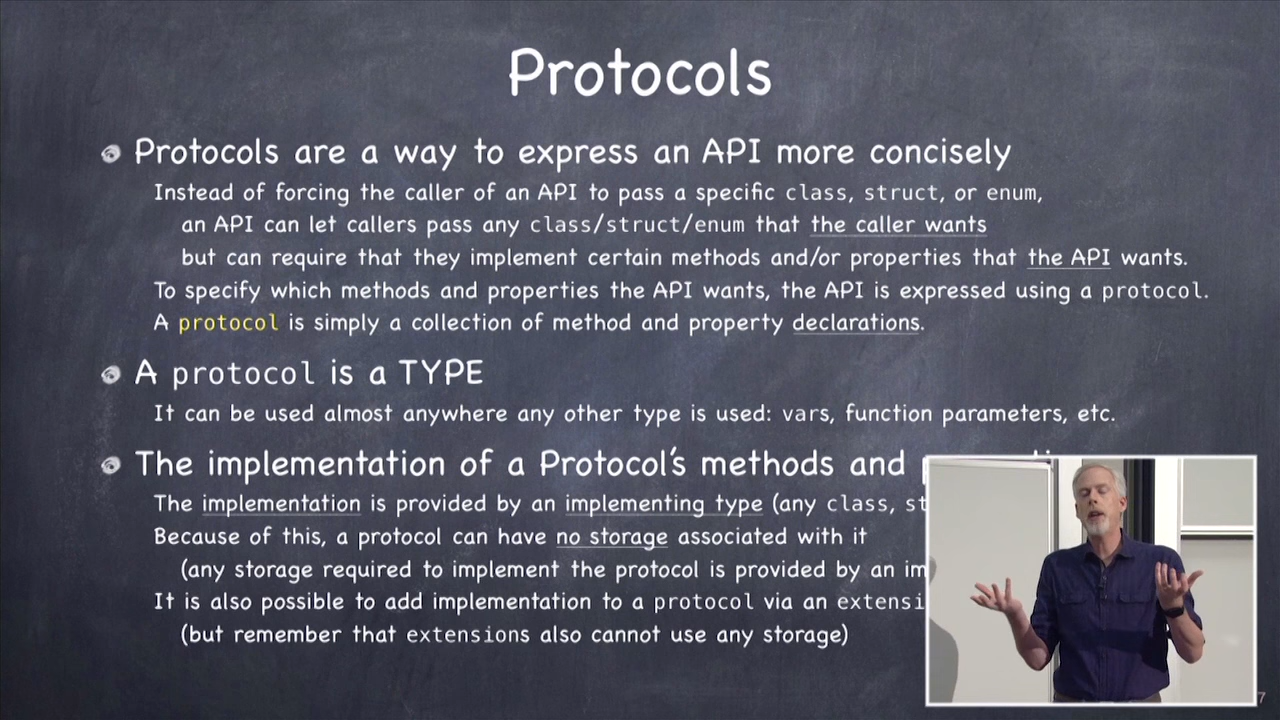 Protocols
Protocols are a way to express an API more concisely
Instead of forcing the caller of an API to pass a specific class, struct, or enum,
an API can let callers pass any class/struct/enum that the caller wants
but can require that they implement certain methods and/or properties that the API wants.
To specify which methods and properties the API wants, the API is expressed using a protocol.
A protocol is simply a collection of method and property declarations.
A protocol is a TYPE
It can be used almost anywhere any other type is used: vars, function parameters, etc.
The implementation of a Protocol's methods and
The implementation is provided by an implementing type (any class,
Because of this, a protocol can have no storage associated with it
(any storage required to implement the protocol is provided by an
It is also possible to add implementation to a protocol via an
(but remember that extensions also cannot use any storage)